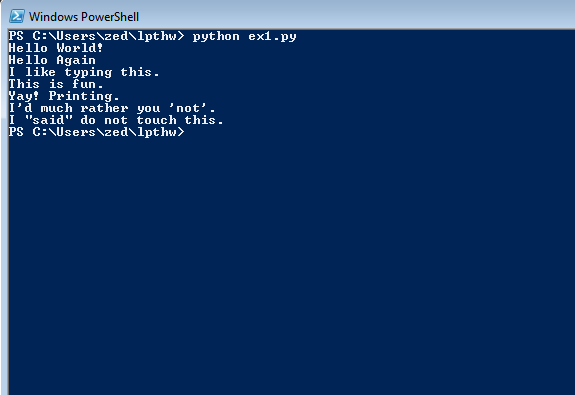 Windows PowerShell
PS C:\Users\zed\lpthw> python ex1.py
Hello World!
Hello Again
I like typing this.
This is fun.
Yay! Printing.
I'd much rather you 'not'.
I "said" do not touch this.
PS C:\Users\zed\lpthw>